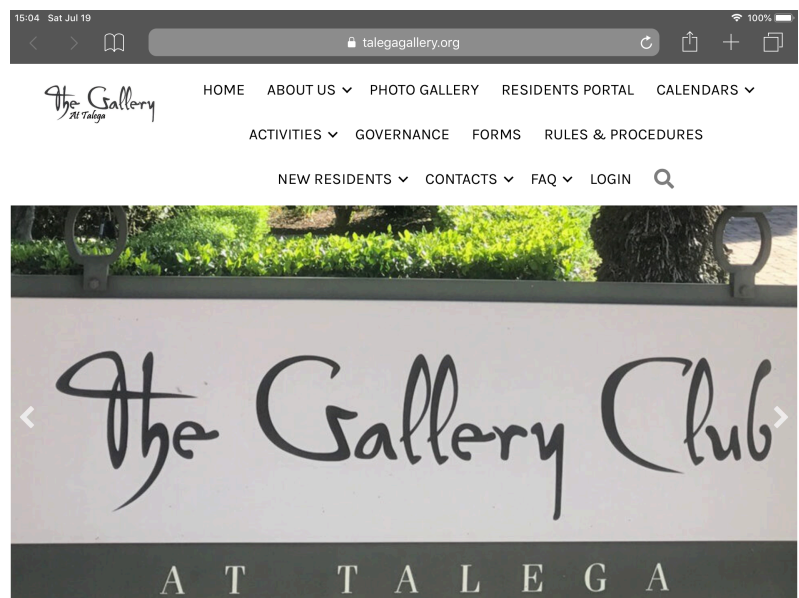 15:04 Sat Jul 19
100%
talegagallery.org
The Gallery
At Talega
HOME ABOUT US PHOTO GALLERY RESIDENTS PORTAL CALENDARS
ACTIVITIES GOVERNANCE FORMS RULES & PROCEDURES
NEW RESIDENTS CONTACTS FAQ LOGIN
The Gallery Club
AT TALEGA